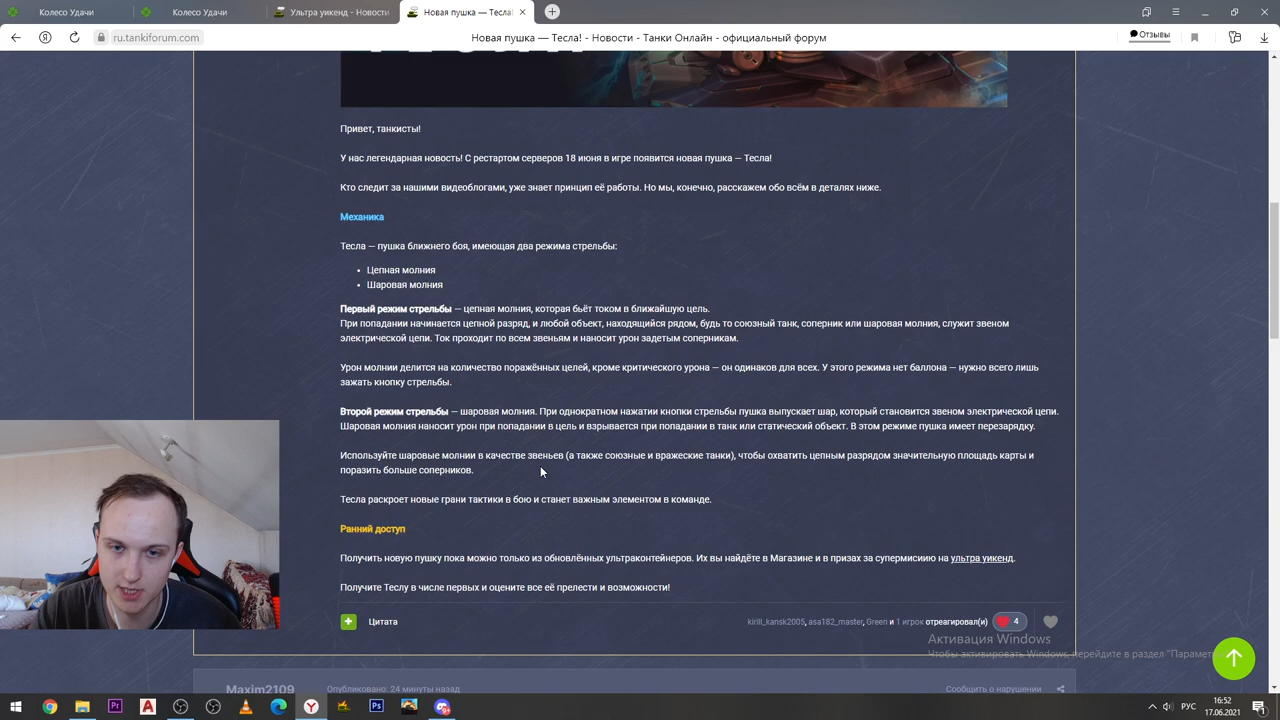 Колесо Удачи
Колесо Удачи
Ультра уикенд - Новости
Новая пушка — Тесла!
ru.tankiforum.com
Новая пушка — Тесла! - Новости - Танки Онлайн - официальный форум
Отзывы
Привет, танкисты!
У нас легендарная новость! С рестартом серверов 18 июня в игре появится новая пушка — Тесла!
Кто следит за нашими видеоблогами, уже знает принцип её работы. Но мы, конечно, расскажем обо всём в деталях ниже.
Механика
Тесла — пушка ближнего боя, имеющая два режима стрельбы:
• Цепная молния
• Шаровая молния
Первый режим стрельбы — цепная молния, которая бьёт током в ближайшую цель.
При попадании начинается цепной разряд, и любой объект, находящийся рядом, будь то союзный танк, соперник или шаровая молния, служит звеном
электрической цепи. Ток проходит по всем звеньям и наносит урон задетым соперникам.
Урон молнии делится на количество поражённых целей, кроме критического урона — он одинаков для всех. У этого режима нет баллона — нужно всего лишь
зажать кнопку стрельбы.
Второй режим стрельбы — шаровая молния. При однократном нажатии кнопки стрельбы пушка выпускает шар, который становится звеном электрической цепи.
Шаровая молния наносит урон при попадании в цель и взрывается при попадании в танк или статический объект. В этом режиме пушка имеет перезарядку.
Используйте шаровые молнии в качестве звеньев (а также союзные и вражеские танки), чтобы охватить цепным разрядом значительную площадь карты и
поразить больше соперников.
Тесла раскроет новые грани тактики в бою и станет важным элементом в команде.
Ранний доступ
Получить новую пушку пока можно только из обновлённых ультраконтейнеров. Их вы найдёте в Магазине и в призах за супермисиию на ультра уикенд.
Получите Теслу в числе первых и оцените все её прелести и возможности!
Цитата
kirill_kansk2005, asa182_master, Green и 1 игрок отреагировал(и) 4
Активация Windows
Чтобы активировать Windows, перейдите в раздел "Парамет
Maxim2109
Опубликовано: 24 минуты назад
Сообщить о нарушении
РУС
16:52
17.06.2021